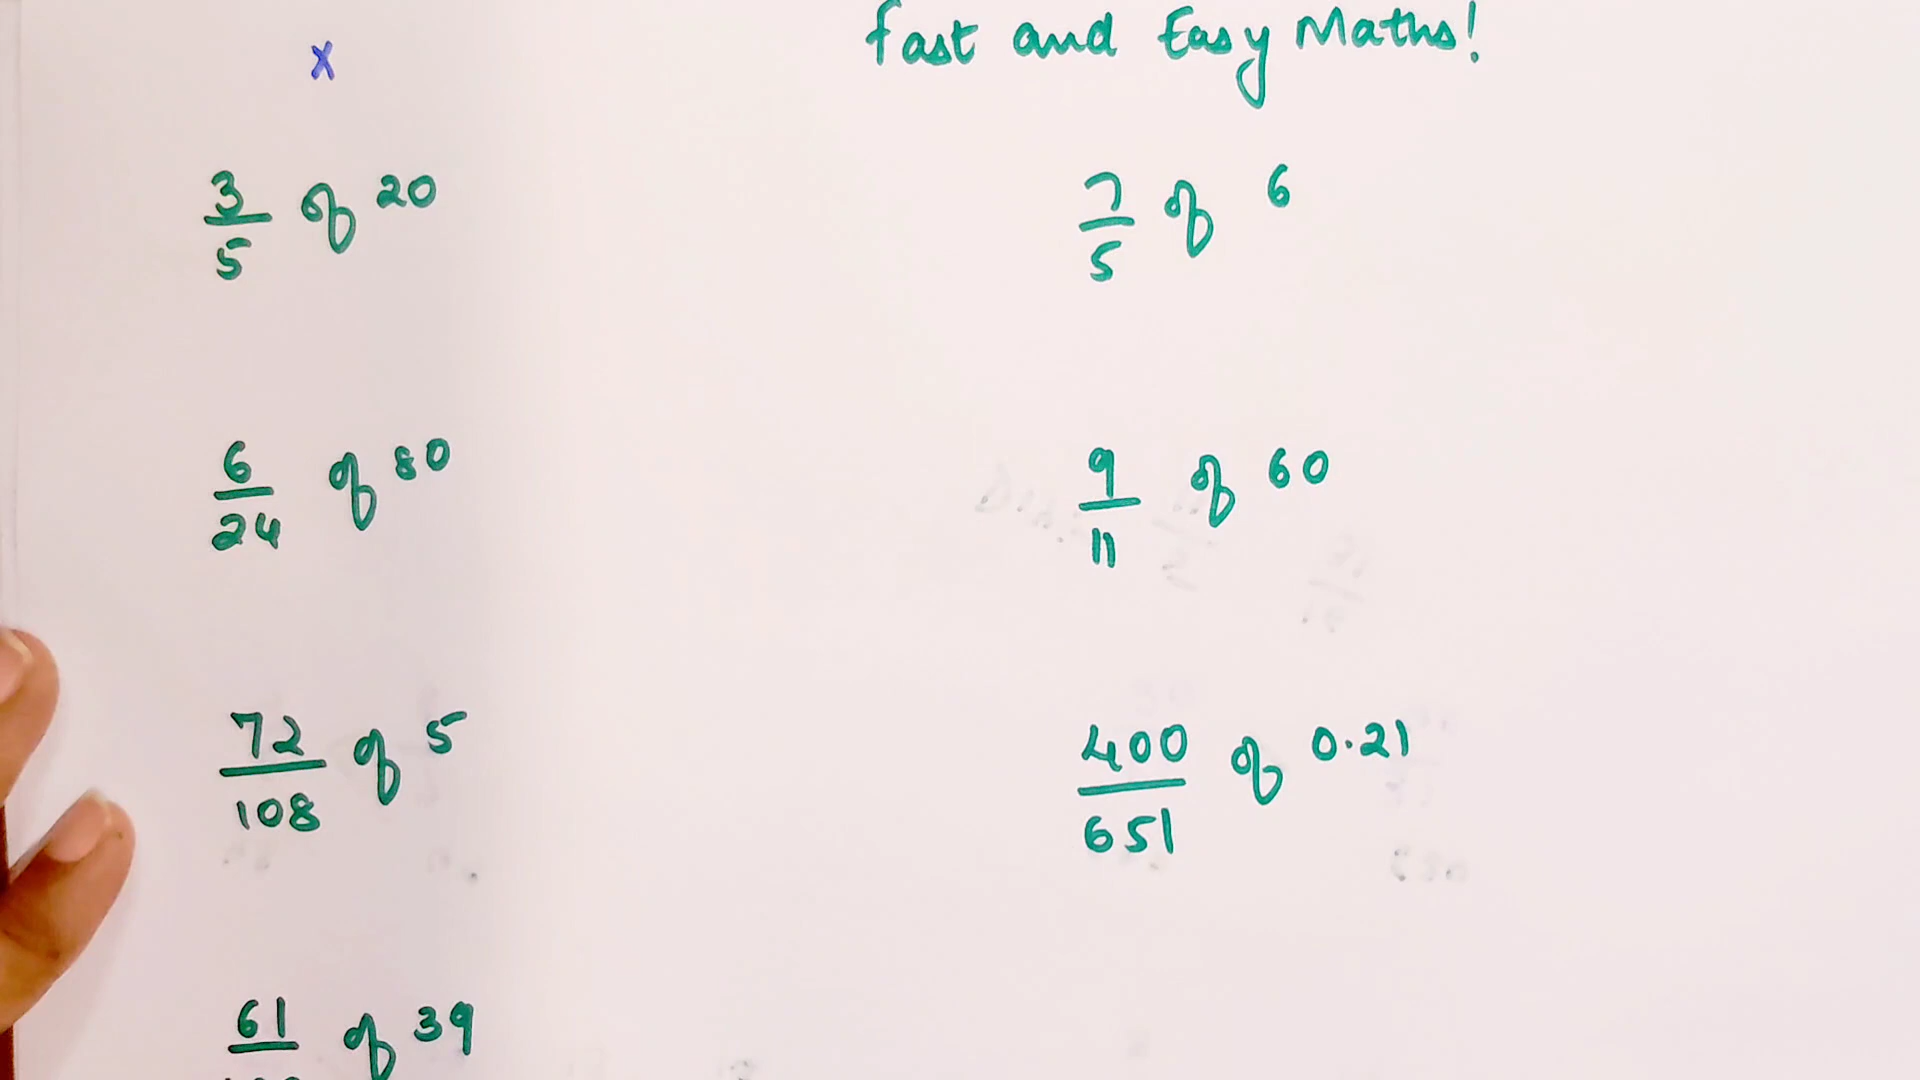 x
fast and Easy Maths!
3/5 of 20
7/5 of 6
6/24 of 80
9/11 of 60
72/108 of 5
400/651 of 0.21
61 of 39